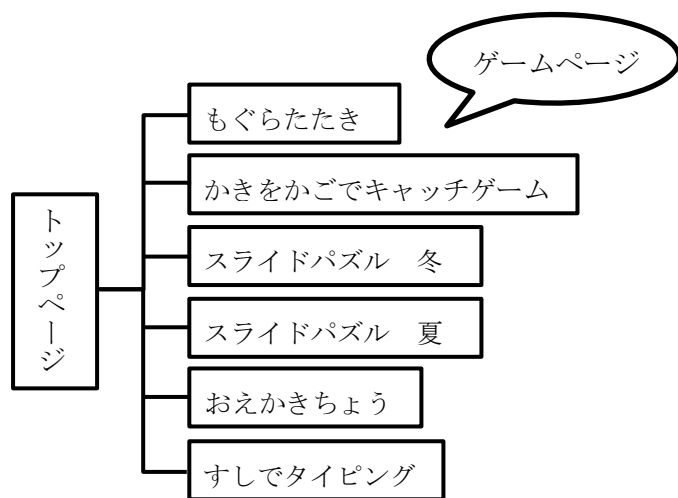 ゲームページ
もぐらたたき
かきをかごでキャッチゲーム
トップページ
スライドパズル　冬
スライドパズル　夏
おえかきちょう
すしでタイピング